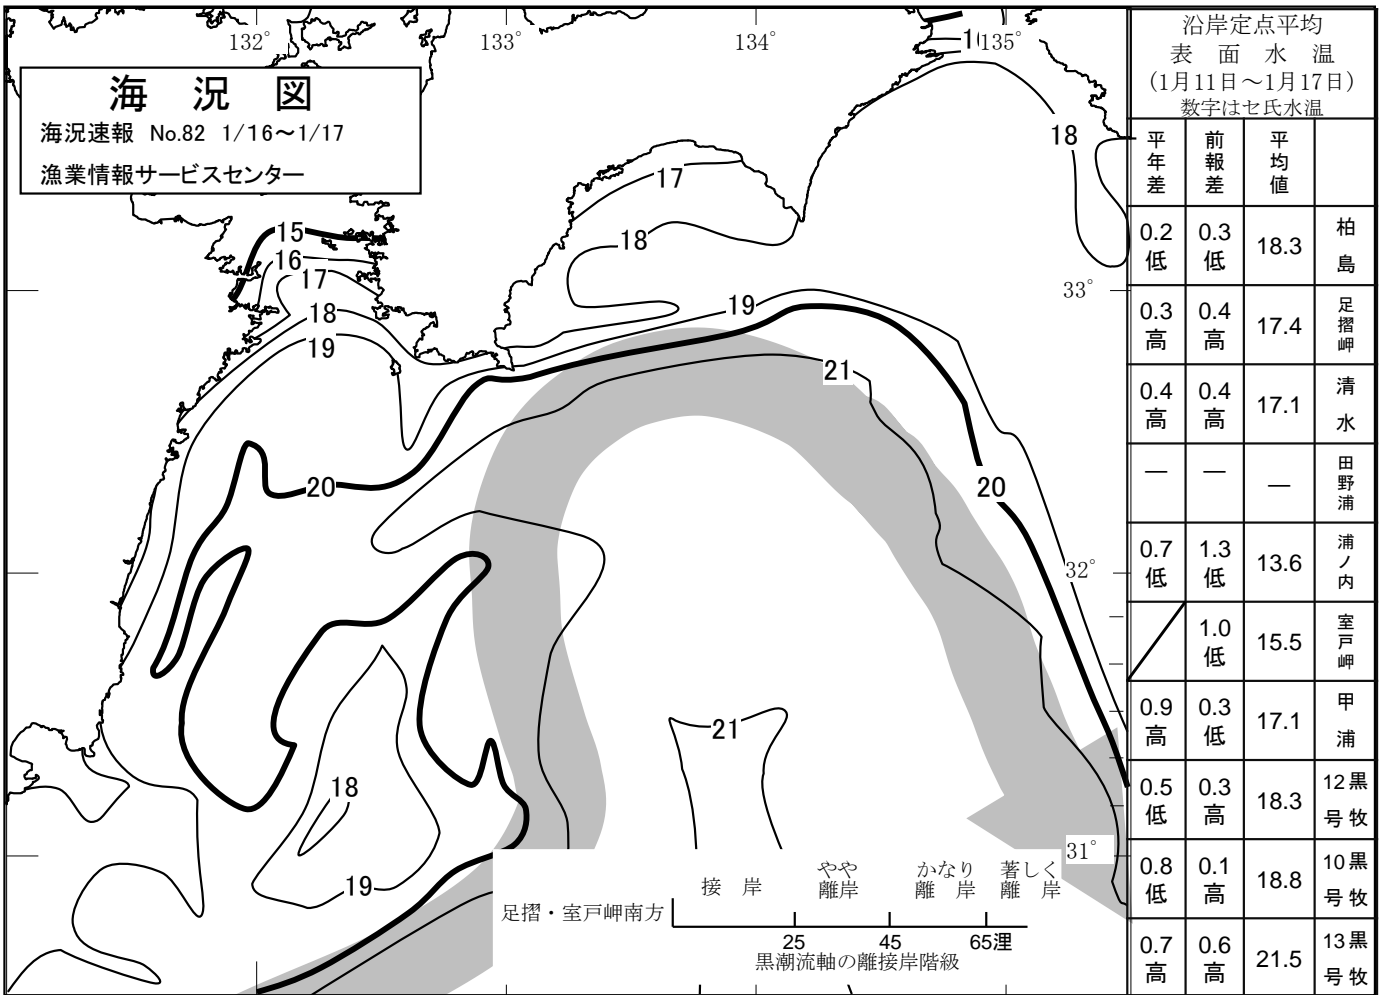 海況図
海況速報 No.82 1/16～1/17
漁業情報サービスセンター
132°
133°
134°
135°
33°
32°
31°
15
16
17
18
19
20
17
18
19
18
21
20
21
18
19
接岸
やや離岸
かなり離岸
著しく離岸
足摺・室戸岬南方
25 45 65浬
黒潮流軸の離接岸階級
沿岸定点平均
表面水温
(1月11日～1月17日)
数字はセ氏水温
平年差 前報差 平均値
0.2低 0.3低 18.3 柏島
0.3高 0.4高 17.4 足摺岬
0.4高 0.4高 17.1 清水
― ― ― 田野浦
0.7低 1.3低 13.6 浦ノ内
1.0低 15.5 室戸岬
0.9高 0.3低 17.1 甲浦
0.5低 0.3高 18.3 黒牧12号
0.8低 0.1高 18.8 黒牧10号
0.7高 0.6高 21.5 黒牧13号